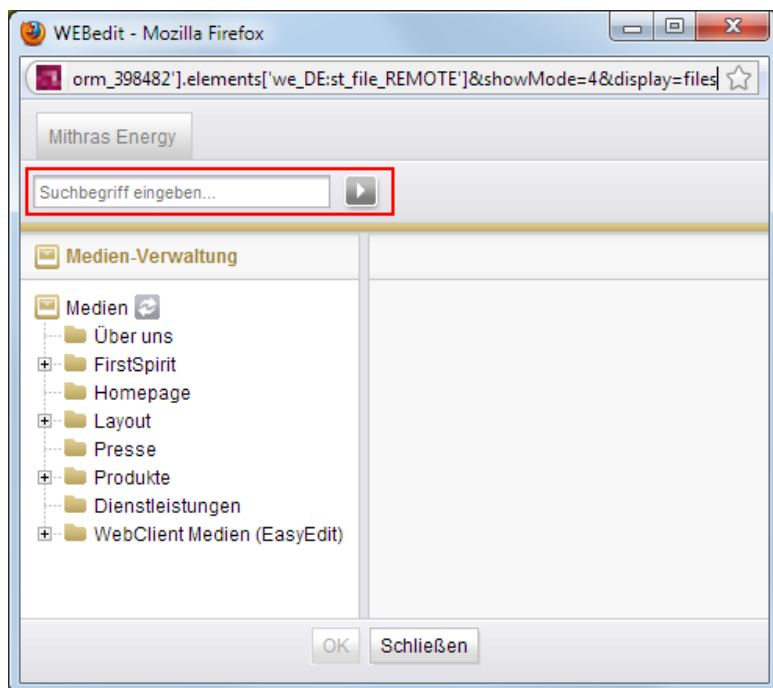 WEBedit - Mozilla Firefox
orm_398482'].elements['we_DE:st_file_REMOTE']&showMode=4&display=files
Mithras Energy
Suchbegriff eingeben...
Medien-Verwaltung
Medien
Über uns
FirstSpirit
Homepage
Layout
Presse
Produkte
Dienstleistungen
WebClient Medien (EasyEdit)
OK Schließen